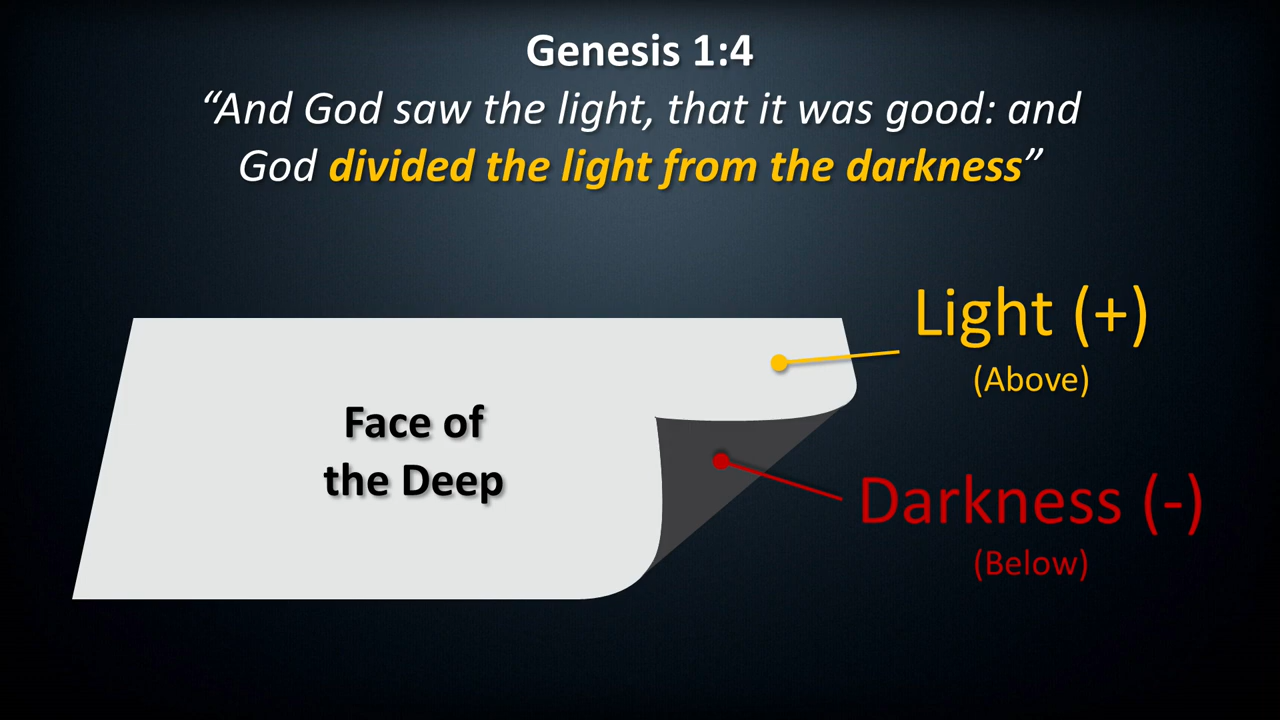 Genesis 1:4
“And God saw the light, that it was good: and
God divided the light from the darkness”
Light (+)
(Above)
Face of
the Deep
Darkness (-)
(Below)